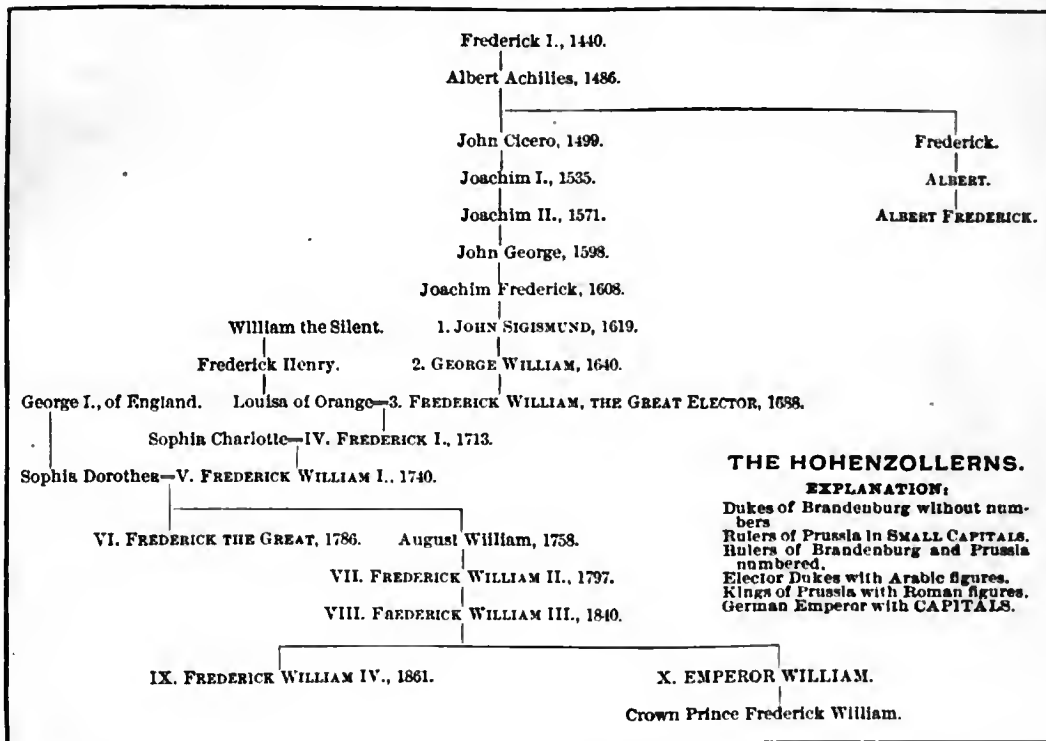 Frederick I., 1440.
Albert Achilies, 1486.
John Cicero, 1499. Frederick.
Joachim I., 1535. ALBERT.
Joachim II., 1571. ALBERT FREDERICK.
John George, 1598.
Joachim Frederick, 1608.
William the Silent. 1. JOHN SIGISMUND, 1619.
Frederick Henry. 2. GEORGE WILLIAM, 1640.
George I., of England. Louisa of Orange=3. FREDERICK WILLIAM, THE GREAT ELECTOR, 1688.
Sophia Charlotte=IV. FREDERICK I., 1713.
Sophia Dorothea=V. FREDERICK WILLIAM I., 1740.
VI. FREDERICK THE GREAT, 1786. August William, 1758.
VII. FREDERICK WILLIAM II., 1797.
VIII. FREDERICK WILLIAM III., 1840.
IX. FREDERICK WILLIAM IV., 1861. X. EMPEROR WILLIAM.
Crown Prince Frederick William.
THE HOHENZOLLERNS.
EXPLANATION:
Dukes of Brandenburg without num-
bers
Rulers of Prussia in SMALL CAPITALS.
Rulers of Brandenburg and Prussia
numbered.
Elector Dukes with Arabic figures.
Kings of Prussia with Roman figures.
German Emperor with CAPITALS.